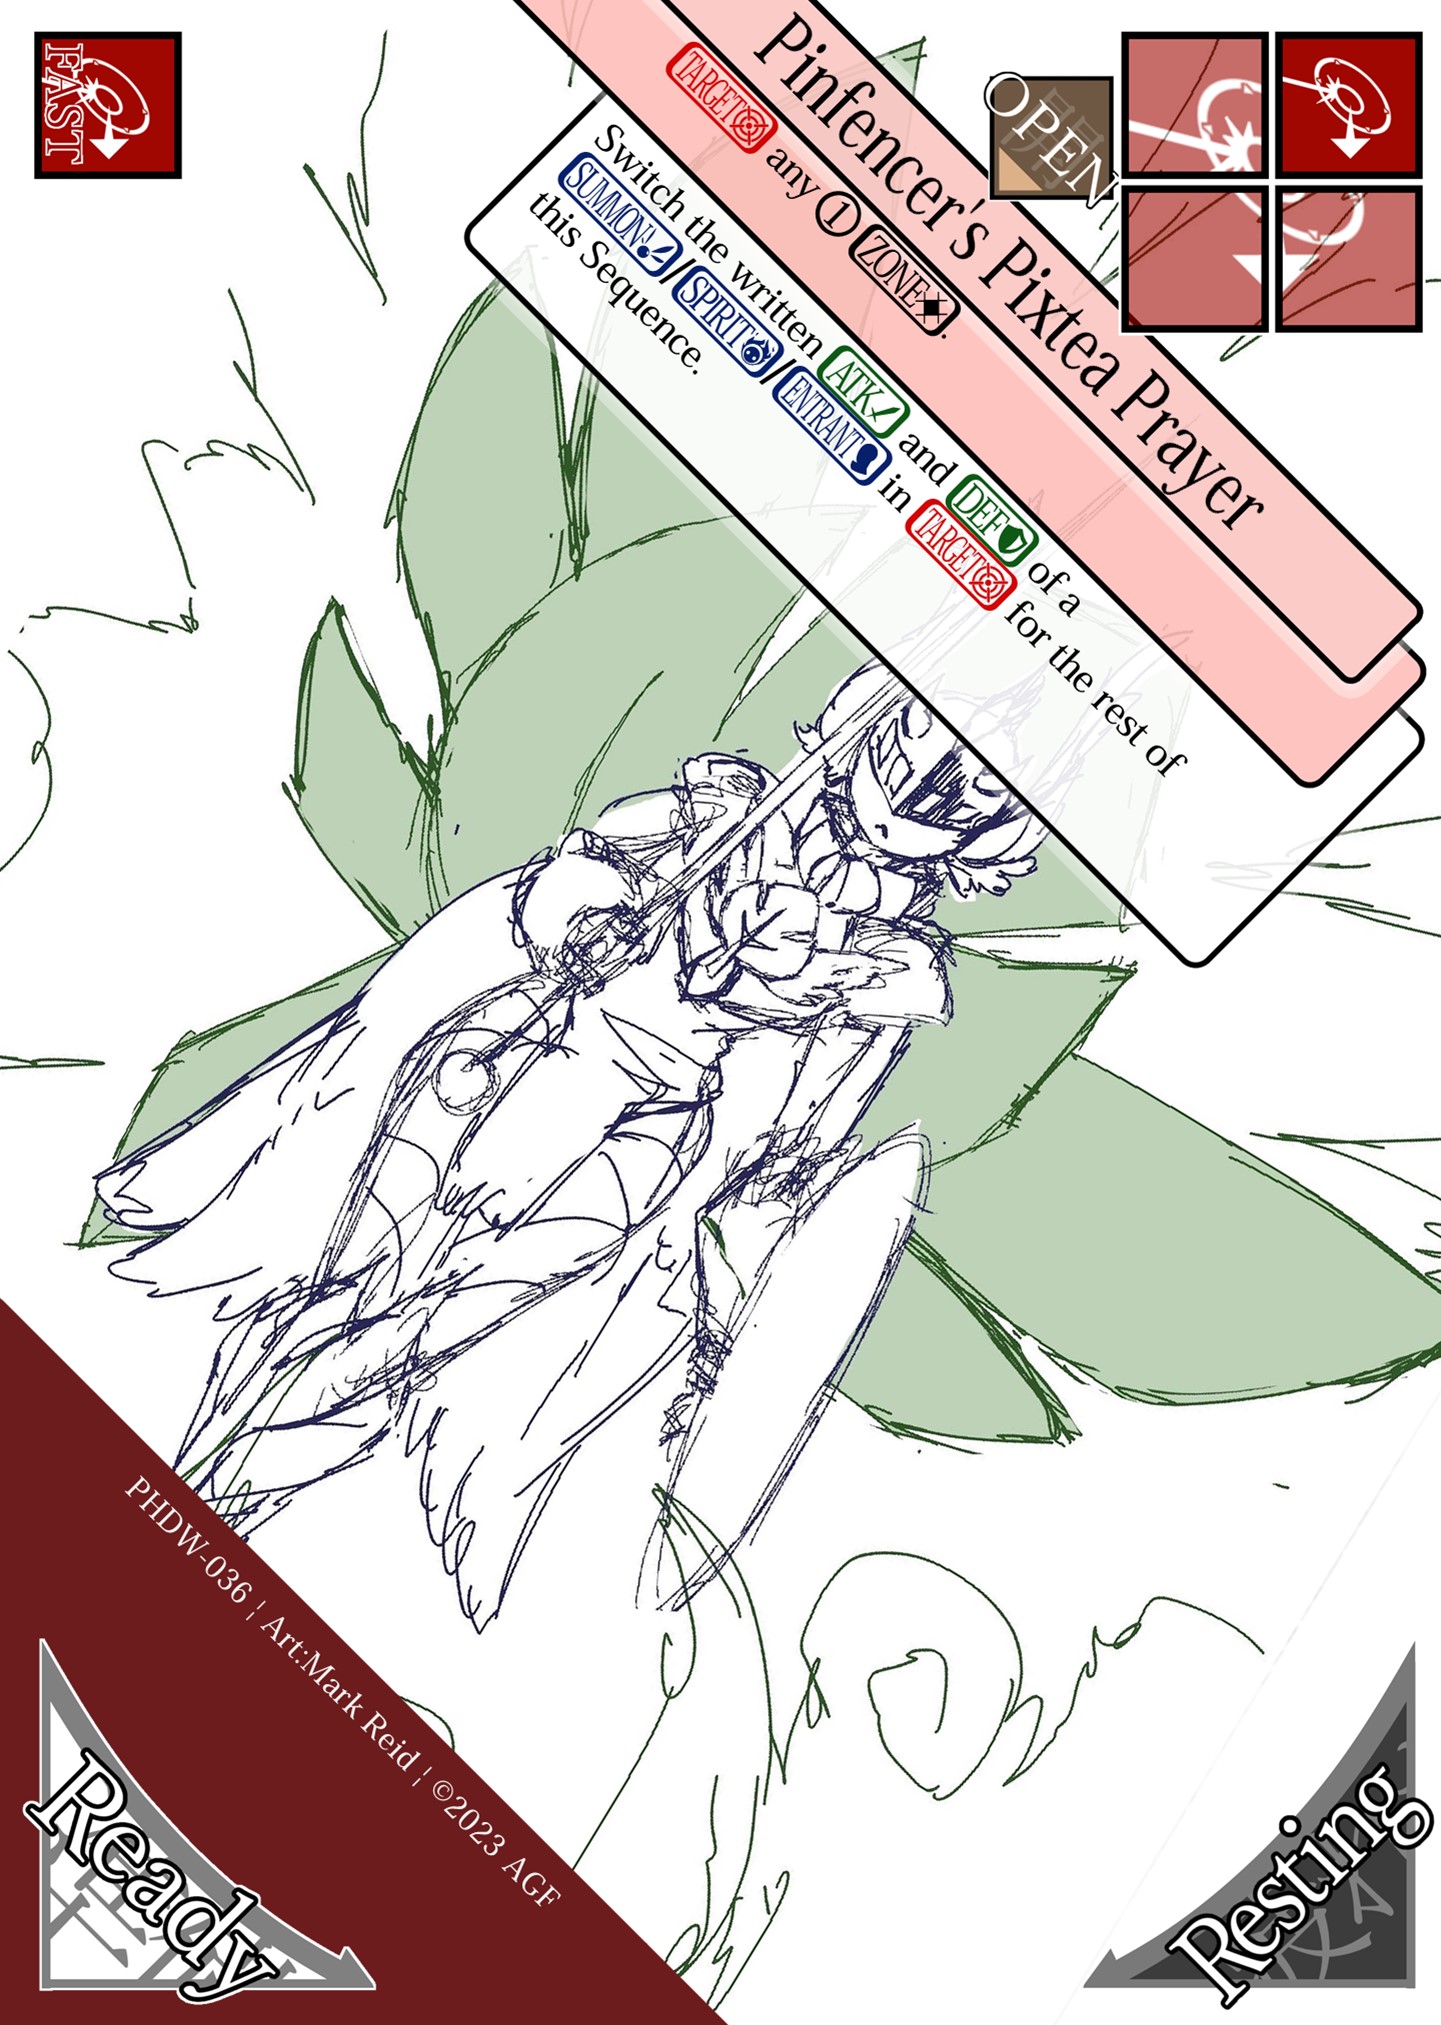 FAST
Pinfencer's Pixtea Prayer
OPEN
開
TARGET any 1 ZONE.
Switch the written ATK and DEF of a
SUMMON/SPIRIT/ENTRANT in TARGET for the rest of
this Sequence.
PHDW-036 ¦ Art:Mark Reid ¦ ©2023 AGF
Ready
Resting